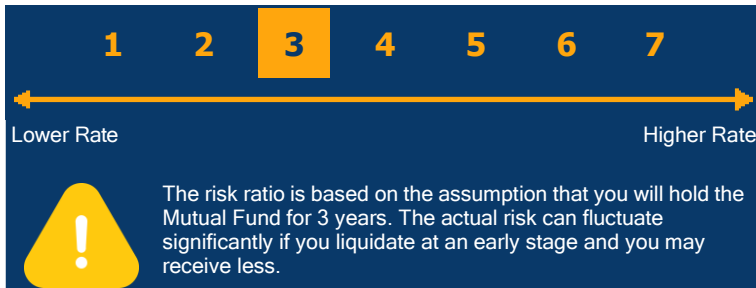 1 2 3 4 5 6 7
Lower Rate Higher Rate
The risk ratio is based on the assumption that you will hold the
Mutual Fund for 3 years. The actual risk can fluctuate
significantly if you liquidate at an early stage and you may
receive less.